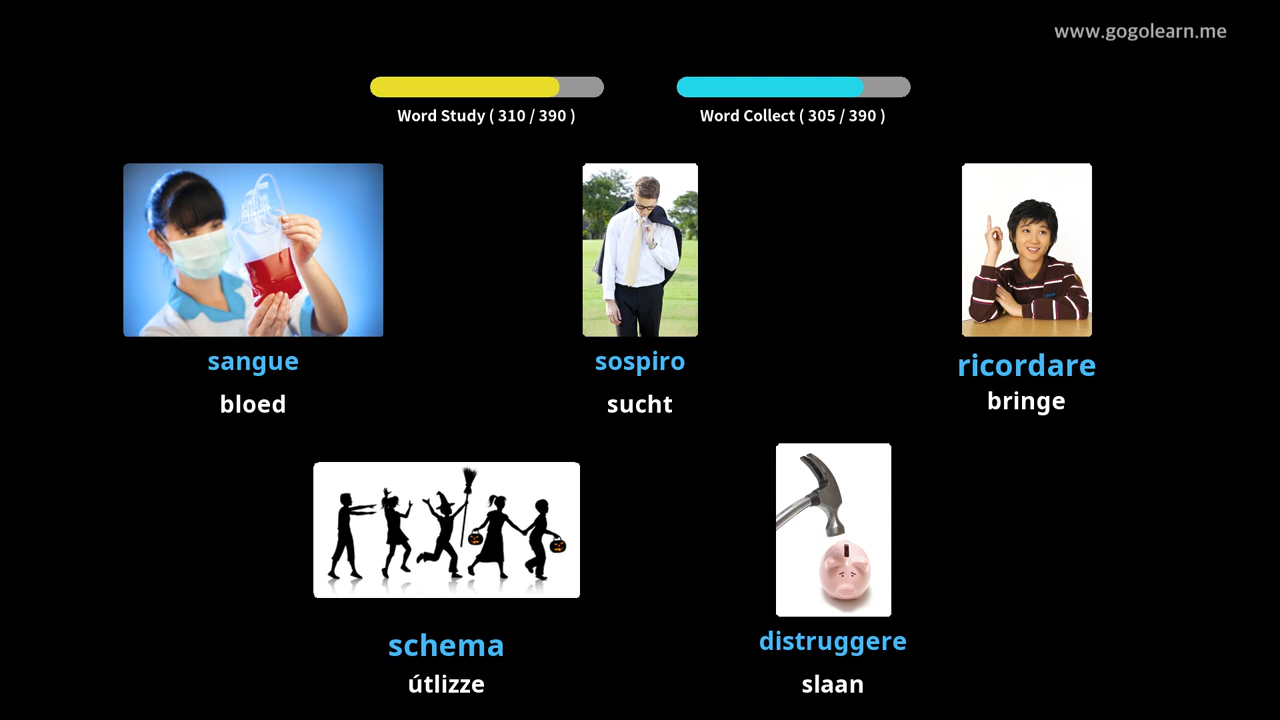 www.gogolearn.me
Word Study ( 310 / 390 )
Word Collect ( 305 / 390 )
sangue
bloed
sospiro
sucht
ricordare
bringe
schema
útlizze
distruggere
slaan